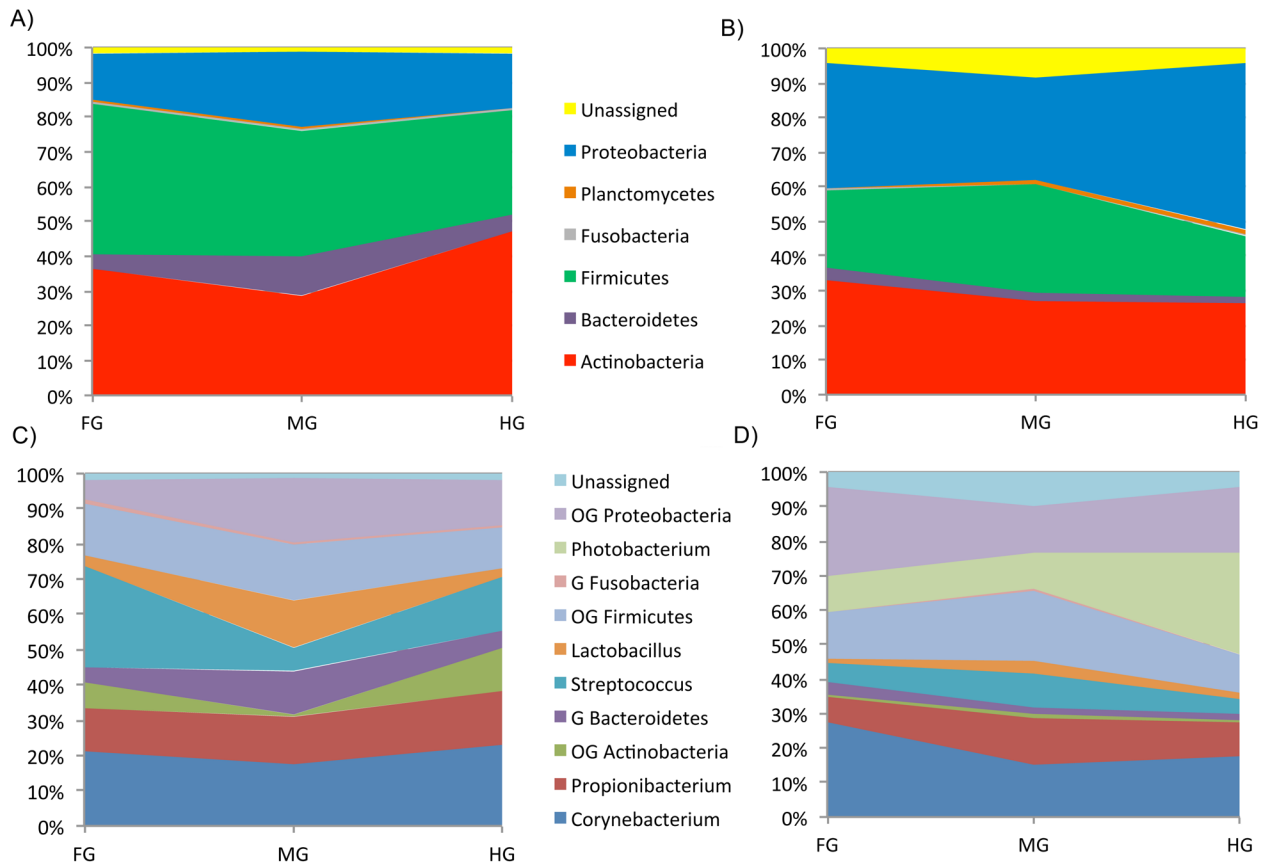 A)
100%
90%
80%
70%
60%
50%
40%
30%
20%
10%
0%
FG MG HG
Unassigned
Proteobacteria
Planctomycetes
Fusobacteria
Firmicutes
Bacteroidetes
Actinobacteria
B)
100%
90%
80%
70%
60%
50%
40%
30%
20%
10%
0%
FG MG HG
C)
100%
90%
80%
70%
60%
50%
40%
30%
20%
10%
0%
FG MG HG
Unassigned
OG Proteobacteria
Photobacterium
G Fusobacteria
OG Firmicutes
Lactobacillus
Streptococcus
G Bacteroidetes
OG Actinobacteria
Propionibacterium
Corynebacterium
D)
100%
90%
80%
70%
60%
50%
40%
30%
20%
10%
0%
FG MG HG